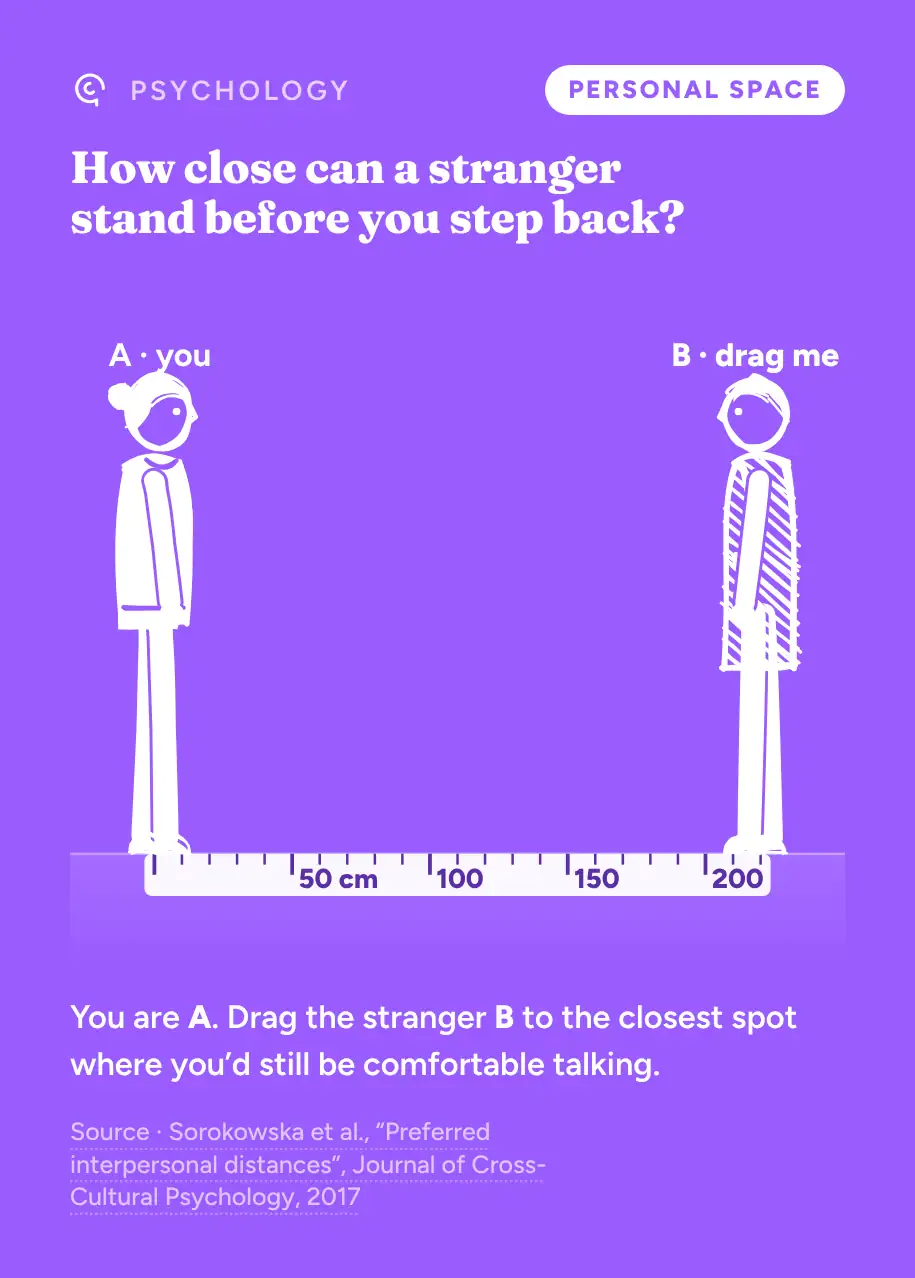 PSYCHOLOGY
PERSONAL SPACE
How close can a stranger
stand before you step back?
A · you
B · drag me
50 cm 100 150 200
You are A. Drag the stranger B to the closest spot
where you’d still be comfortable talking.
Source · Sorokowska et al., “Preferred
interpersonal distances”, Journal of Cross-
Cultural Psychology, 2017